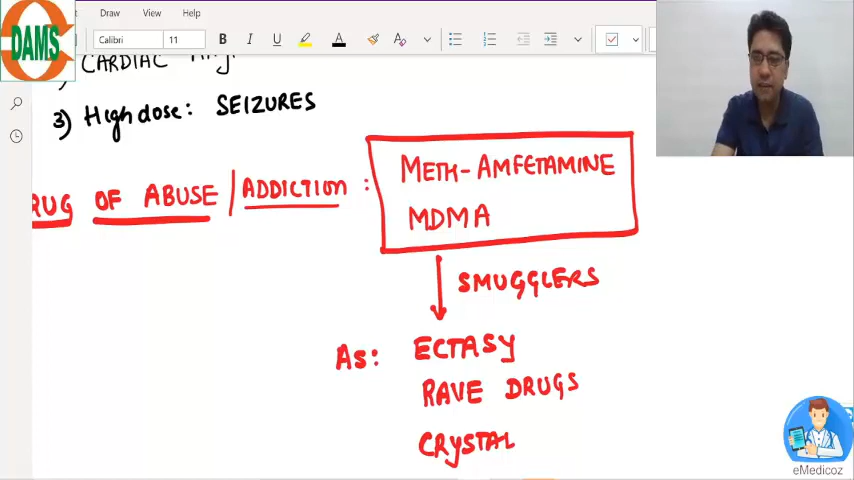 Draw View Help
DAMS
Calibri 11 B I U A
CARDIAC
3) High dose: SEIZURES
RUG OF ABUSE / ADDICTION :
METH-AMFETAMINE
MDMA
SMUGGLERS
As: ECTASY
RAVE DRUGS
CRYSTAL
eMedicoz